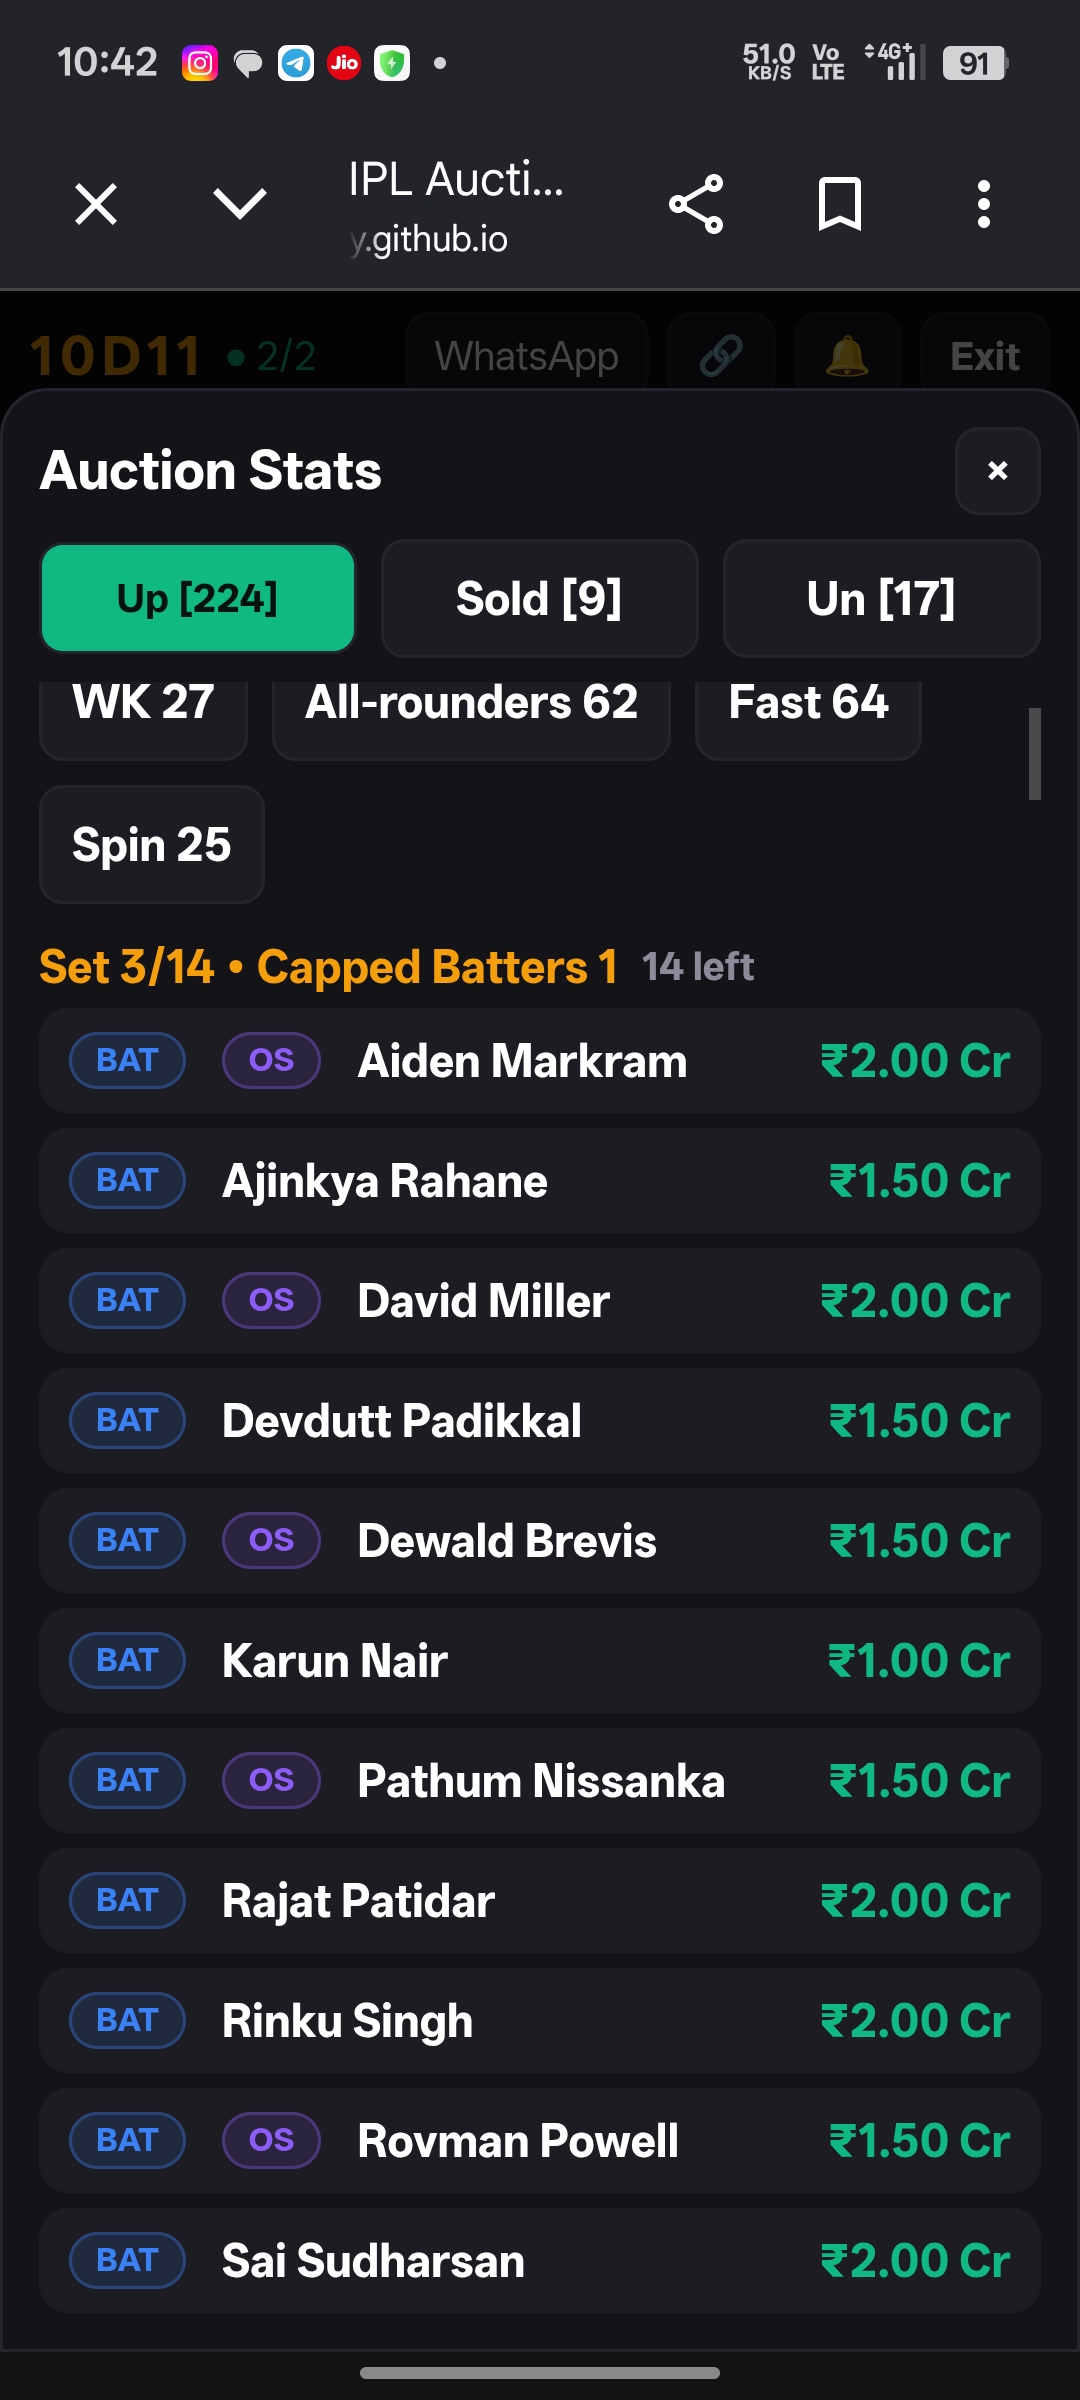 10:42
Jio
51.0 KB/S
Vo LTE
4G+
91
IPL Aucti...
y.github.io
10D11 • 2/2 WhatsApp Exit
Auction Stats ×
Up [224] Sold [9] Un [17]
WK 27 All-rounders 62 Fast 64
Spin 25
Set 3/14 • Capped Batters 1 14 left
BAT OS Aiden Markram ₹2.00 Cr
BAT Ajinkya Rahane ₹1.50 Cr
BAT OS David Miller ₹2.00 Cr
BAT Devdutt Padikkal ₹1.50 Cr
BAT OS Dewald Brevis ₹1.50 Cr
BAT Karun Nair ₹1.00 Cr
BAT OS Pathum Nissanka ₹1.50 Cr
BAT Rajat Patidar ₹2.00 Cr
BAT Rinku Singh ₹2.00 Cr
BAT OS Rovman Powell ₹1.50 Cr
BAT Sai Sudharsan ₹2.00 Cr